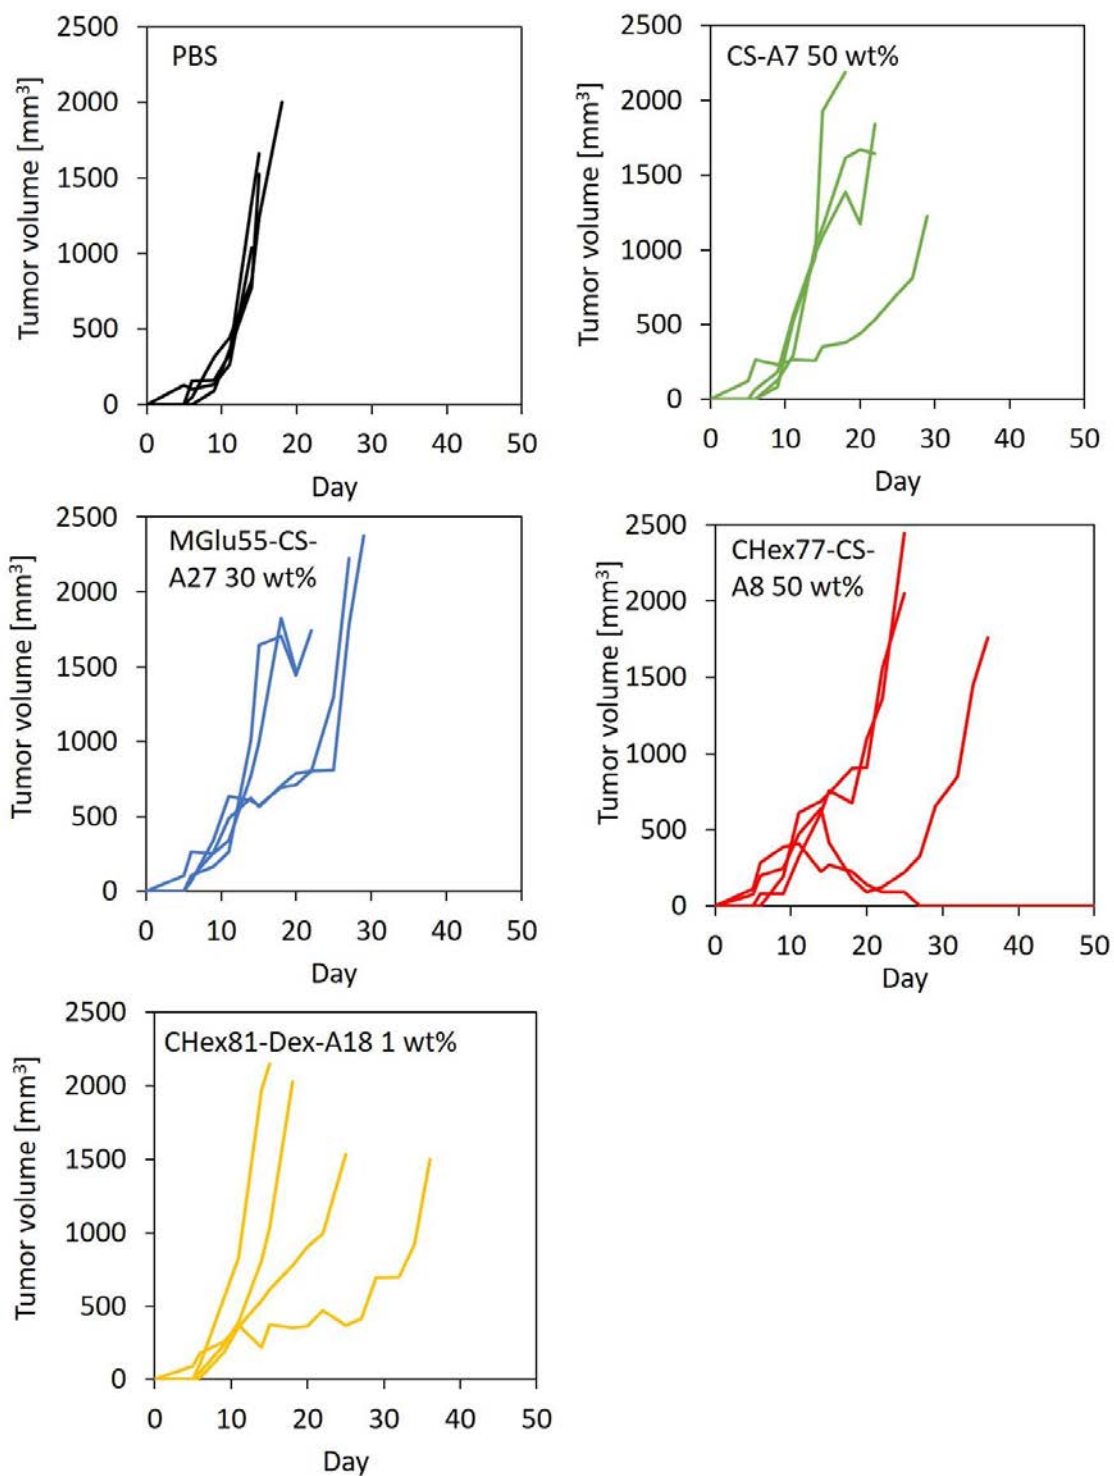 PBS
Tumor volume [mm³]
2500
2000
1500
1000
500
0
0 10 20 30 40 50
Day
CS-A7 50 wt%
Tumor volume [mm³]
2500
2000
1500
1000
500
0
0 10 20 30 40 50
Day
MGlu55-CS-
A27 30 wt%
Tumor volume [mm³]
2500
2000
1500
1000
500
0
0 10 20 30 40 50
Day
CHex77-CS-
A8 50 wt%
Tumor volume [mm³]
2500
2000
1500
1000
500
0
0 10 20 30 40 50
Day
CHex81-Dex-A18 1 wt%
Tumor volume [mm³]
2500
2000
1500
1000
500
0
0 10 20 30 40 50
Day